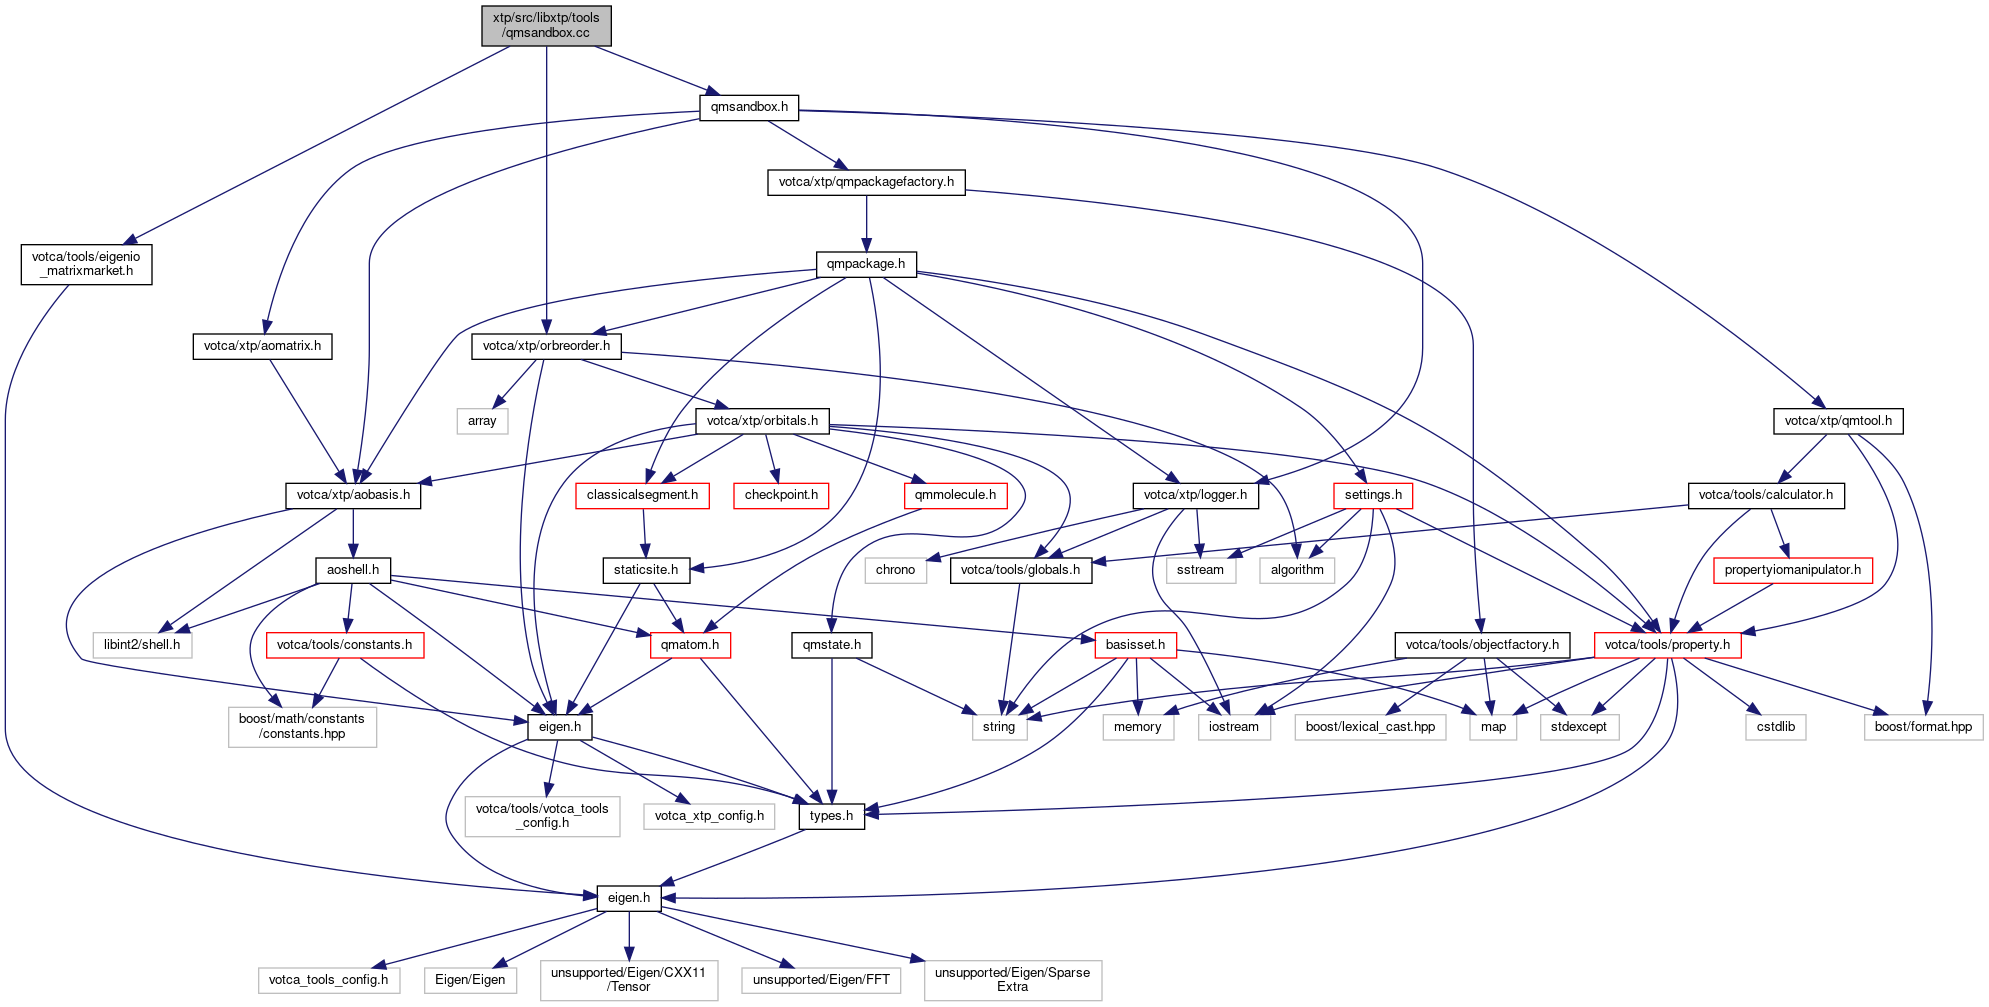 xtp/src/libxtp/tools
/qmsandbox.cc
qmsandbox.h
votca/xtp/qmpackagefactory.h
votca/tools/eigenio
_matrixmarket.h
qmpackage.h
votca/xtp/aomatrix.h
votca/xtp/orbreorder.h
array
votca/xtp/orbitals.h
votca/xtp/qmtool.h
votca/xtp/aobasis.h
classicalsegment.h
checkpoint.h
qmmolecule.h
votca/xtp/logger.h
settings.h
votca/tools/calculator.h
aoshell.h
staticsite.h
chrono
votca/tools/globals.h
sstream
algorithm
propertyiomanipulator.h
libint2/shell.h
votca/tools/constants.h
qmatom.h
qmstate.h
basisset.h
votca/tools/objectfactory.h
votca/tools/property.h
boost/math/constants
/constants.hpp
eigen.h
string
memory
iostream
boost/lexical_cast.hpp
map
stdexcept
cstdlib
boost/format.hpp
votca/tools/votca_tools
_config.h
votca_xtp_config.h
types.h
eigen.h
votca_tools_config.h
Eigen/Eigen
unsupported/Eigen/CXX11
/Tensor
unsupported/Eigen/FFT
unsupported/Eigen/Sparse
Extra